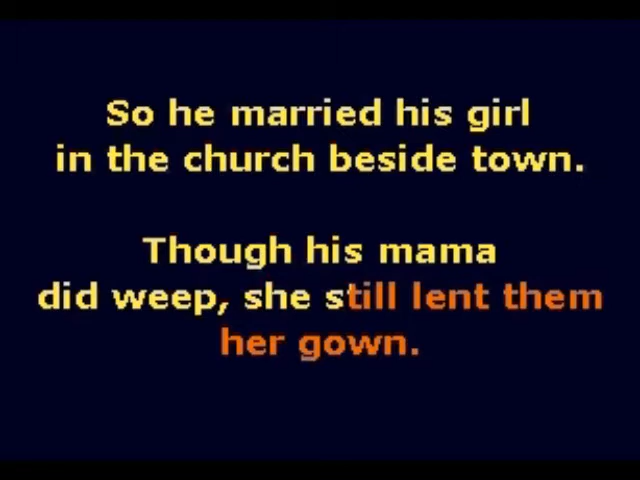 So he married his girl
in the church beside town.
Though his mama
did weep, she still lent them
her gown.